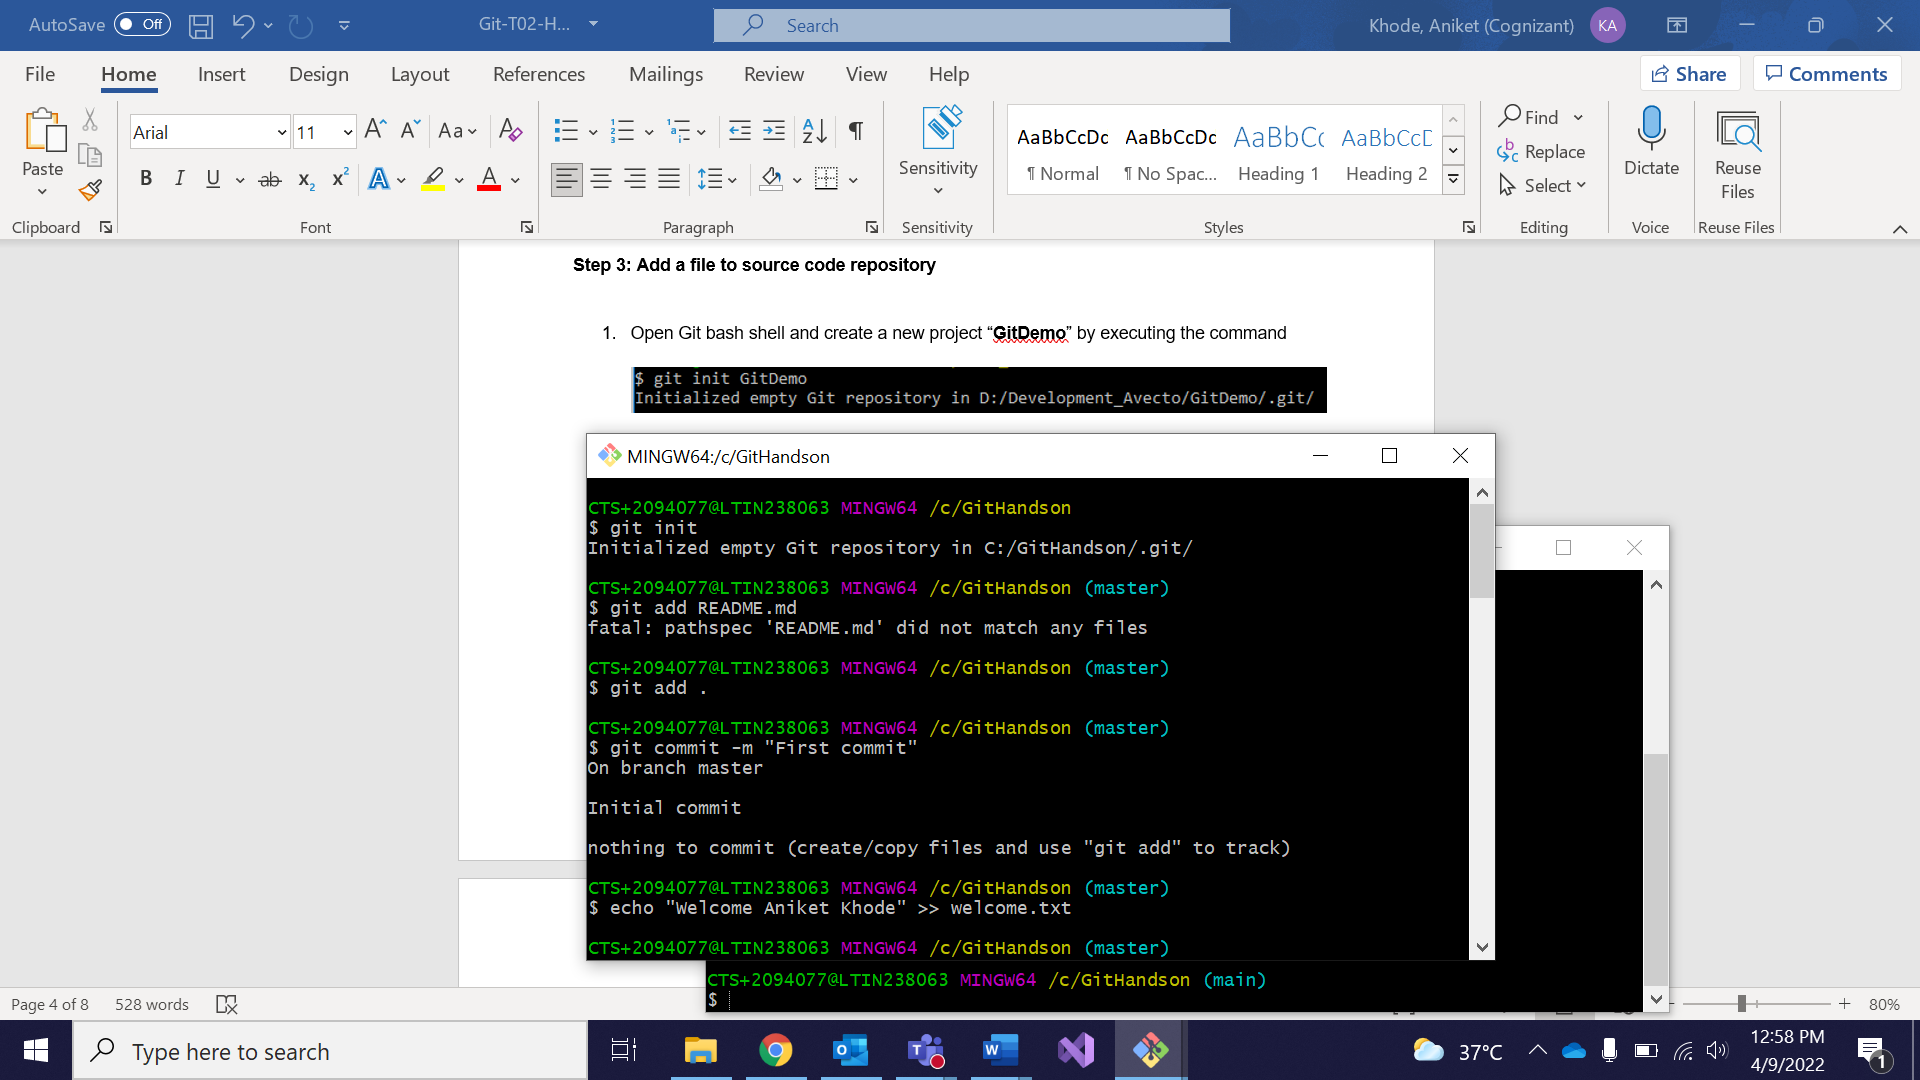 AutoSave Off Git-T02-H... Search Khode, Aniket (Cognizant) KA
File Home Insert Design Layout References Mailings Review View Help Share Comments
Arial 11 Aa
Paste
B I U ab x2 x2 A A
AaBbCcDc AaBbCcDc AaBbCc AaBbCcD
¶ Normal ¶ No Spac... Heading 1 Heading 2
Sensitivity
Find
Replace
Select
Dictate
Reuse
Files
Clipboard Font Paragraph Sensitivity Styles Editing Voice Reuse Files
Step 3: Add a file to source code repository
1. Open Git bash shell and create a new project “GitDemo” by executing the command
$ git init GitDemo
Initialized empty Git repository in D:/Development_Avecto/GitDemo/.git/
MINGW64:/c/GitHandson
CTS+2094077@LTIN238063 MINGW64 /c/GitHandson
$ git init
Initialized empty Git repository in C:/GitHandson/.git/
CTS+2094077@LTIN238063 MINGW64 /c/GitHandson (master)
$ git add README.md
fatal: pathspec 'README.md' did not match any files
CTS+2094077@LTIN238063 MINGW64 /c/GitHandson (master)
$ git add .
CTS+2094077@LTIN238063 MINGW64 /c/GitHandson (master)
$ git commit -m "First commit"
On branch master
Initial commit
nothing to commit (create/copy files and use "git add" to track)
CTS+2094077@LTIN238063 MINGW64 /c/GitHandson (master)
$ echo "Welcome Aniket Khode" >> welcome.txt
CTS+2094077@LTIN238063 MINGW64 /c/GitHandson (master)
CTS+2094077@LTIN238063 MINGW64 /c/GitHandson (main)
$
Page 4 of 8 528 words 80%
Type here to search
37°C
12:58 PM
4/9/2022
1